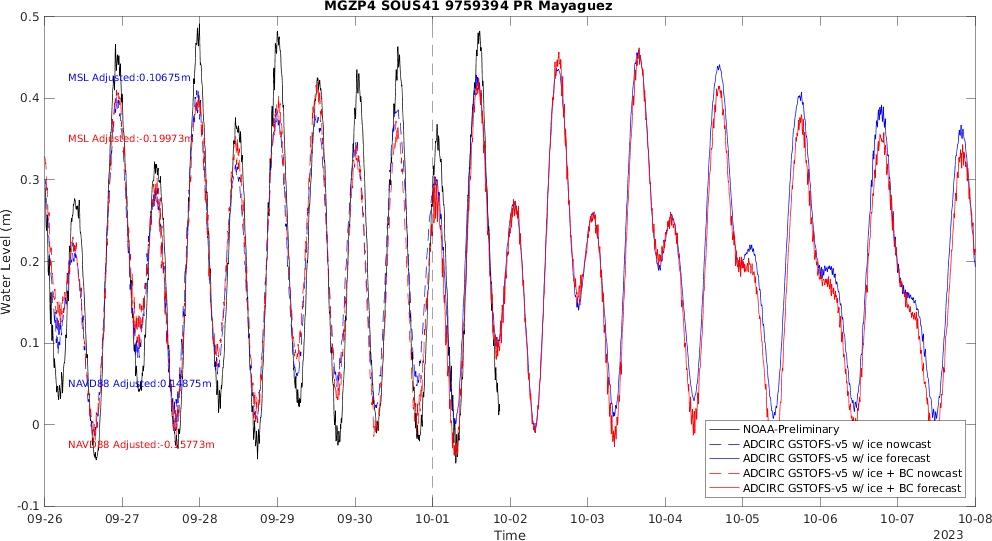 MGZP4 SOUS41 9759394 PR Mayaguez
0.5
0.4
0.3
0.2
0.1
0
-0.1
Water Level (m)
MSL Adjusted:0.10675m
MSL Adjusted:-0.19973m
NAVD88 Adjusted:0.14875m
NAVD88 Adjusted:-0.15773m
NOAA-Preliminary
ADCIRC GSTOFS-v5 w/ ice nowcast
ADCIRC GSTOFS-v5 w/ ice forecast
ADCIRC GSTOFS-v5 w/ ice + BC nowcast
ADCIRC GSTOFS-v5 w/ ice + BC forecast
09-26 09-27 09-28 09-29 09-30 10-01 10-02 10-03 10-04 10-05 10-06 10-07 10-08
Time
2023